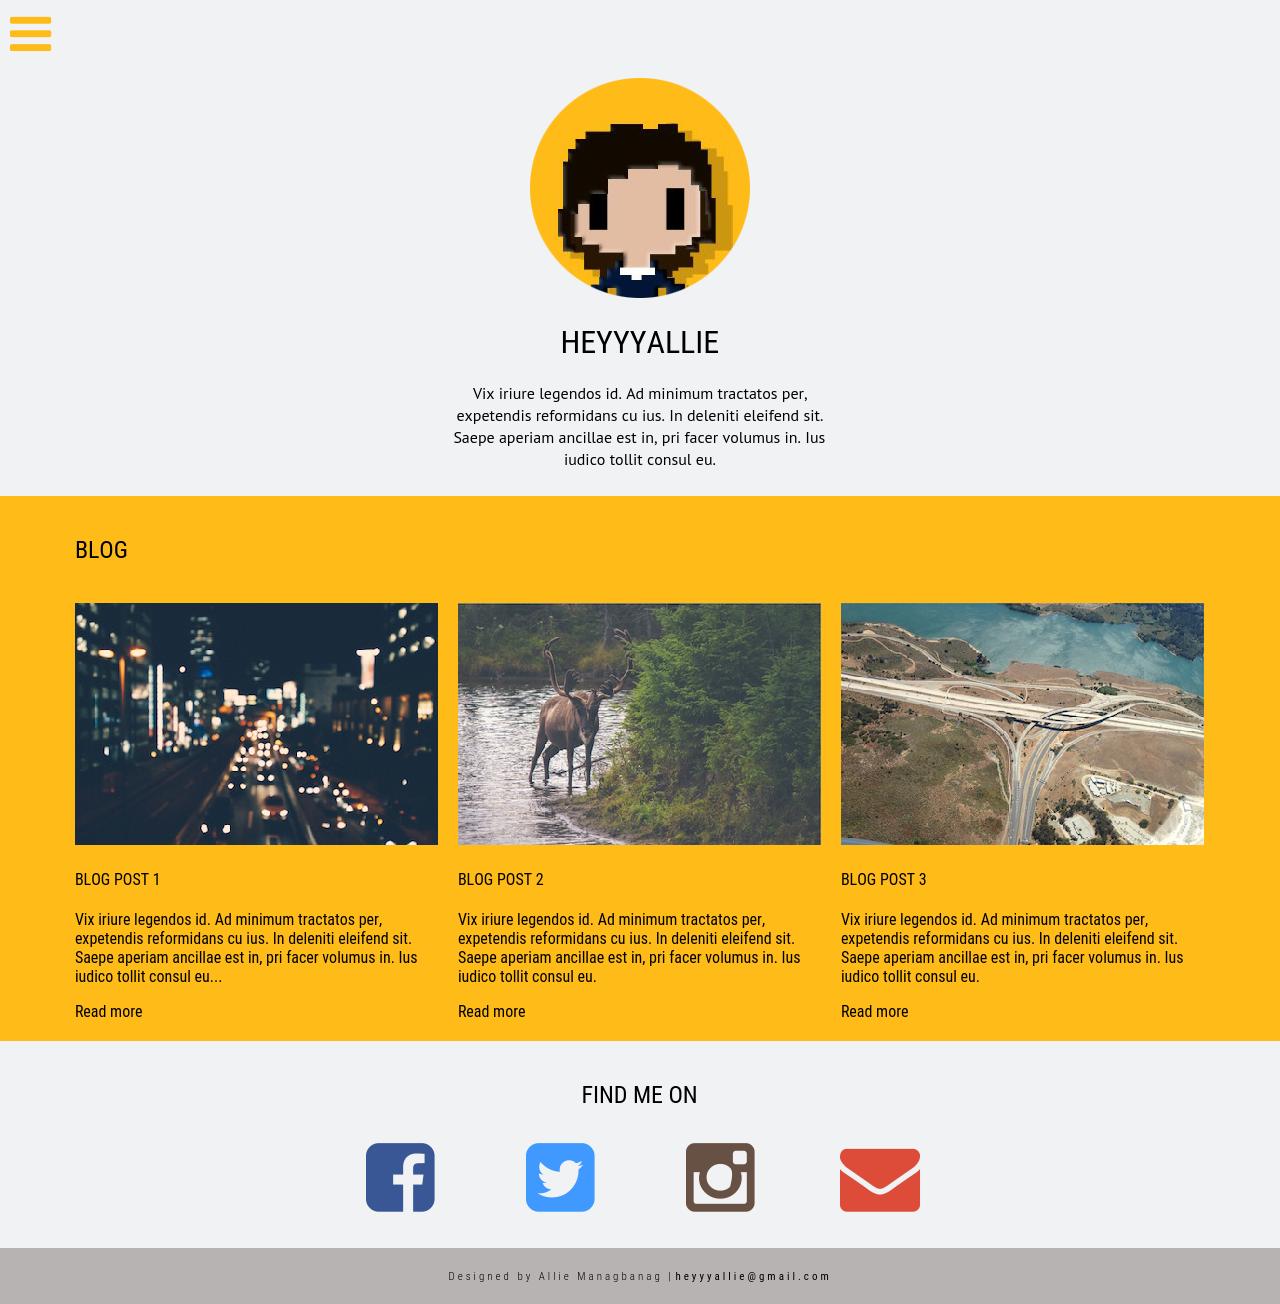 HEYYYALLIE
Vix iriure legendos id. Ad minimum tractatos per,
expetendis reformidans cu ius. In deleniti eleifend sit.
Saepe aperiam ancillae est in, pri facer volumus in. Ius
iudico tollit consul eu.
BLOG
BLOG POST 1
Vix iriure legendos id. Ad minimum tractatos per,
expetendis reformidans cu ius. In deleniti eleifend sit.
Saepe aperiam ancillae est in, pri facer volumus in. Ius
iudico tollit consul eu...
Read more
BLOG POST 2
Vix iriure legendos id. Ad minimum tractatos per,
expetendis reformidans cu ius. In deleniti eleifend sit.
Saepe aperiam ancillae est in, pri facer volumus in. Ius
iudico tollit consul eu.
Read more
BLOG POST 3
Vix iriure legendos id. Ad minimum tractatos per,
expetendis reformidans cu ius. In deleniti eleifend sit.
Saepe aperiam ancillae est in, pri facer volumus in. Ius
iudico tollit consul eu.
Read more
FIND ME ON
Designed by Allie Managbanag | heyyyallie@gmail.com